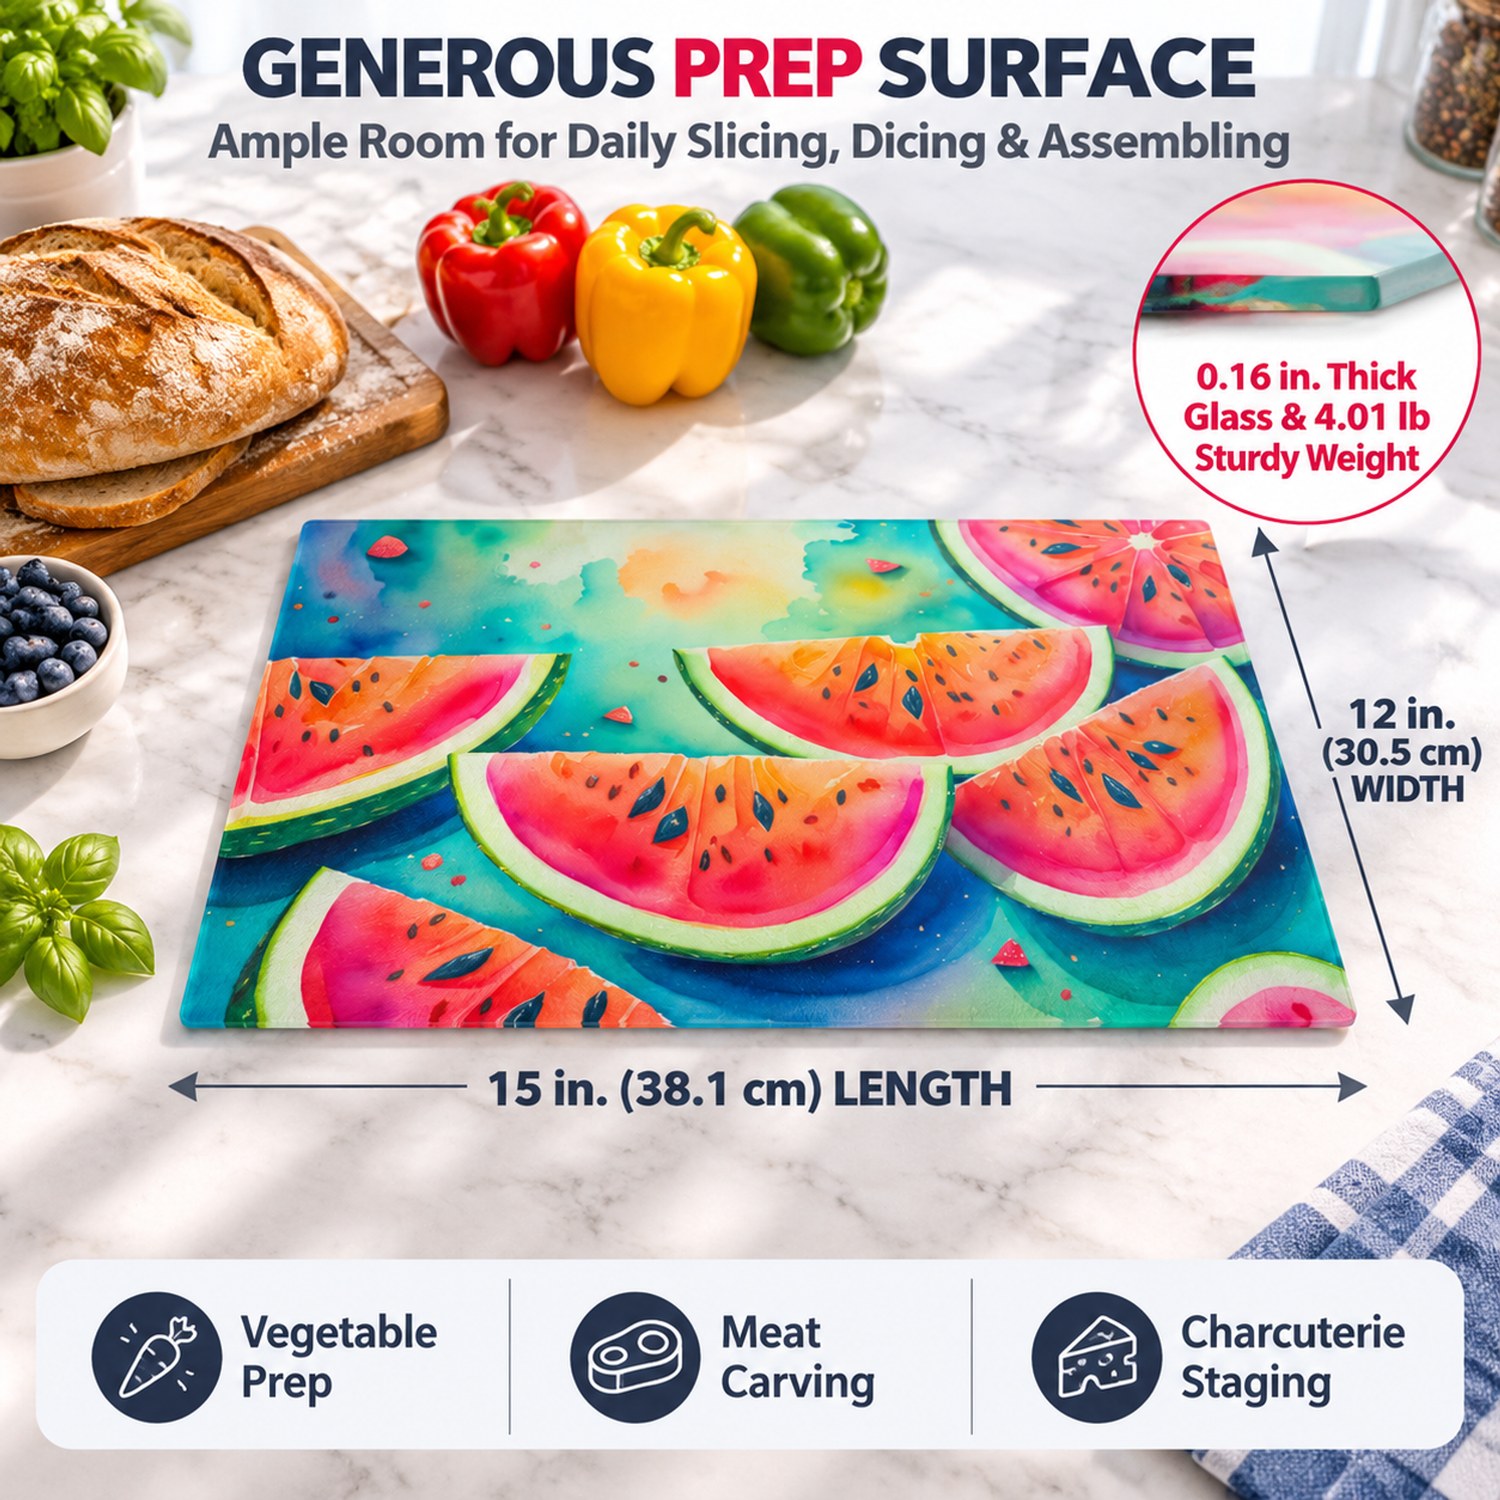 GENEROUS PREP SURFACE
Ample Room for Daily Slicing, Dicing & Assembling
0.16 in. Thick
Glass & 4.01 lb
Sturdy Weight
12 in.
(30.5 cm)
WIDTH
15 in. (38.1 cm) LENGTH
Vegetable
Prep
Meat
Carving
Charcuterie
Staging